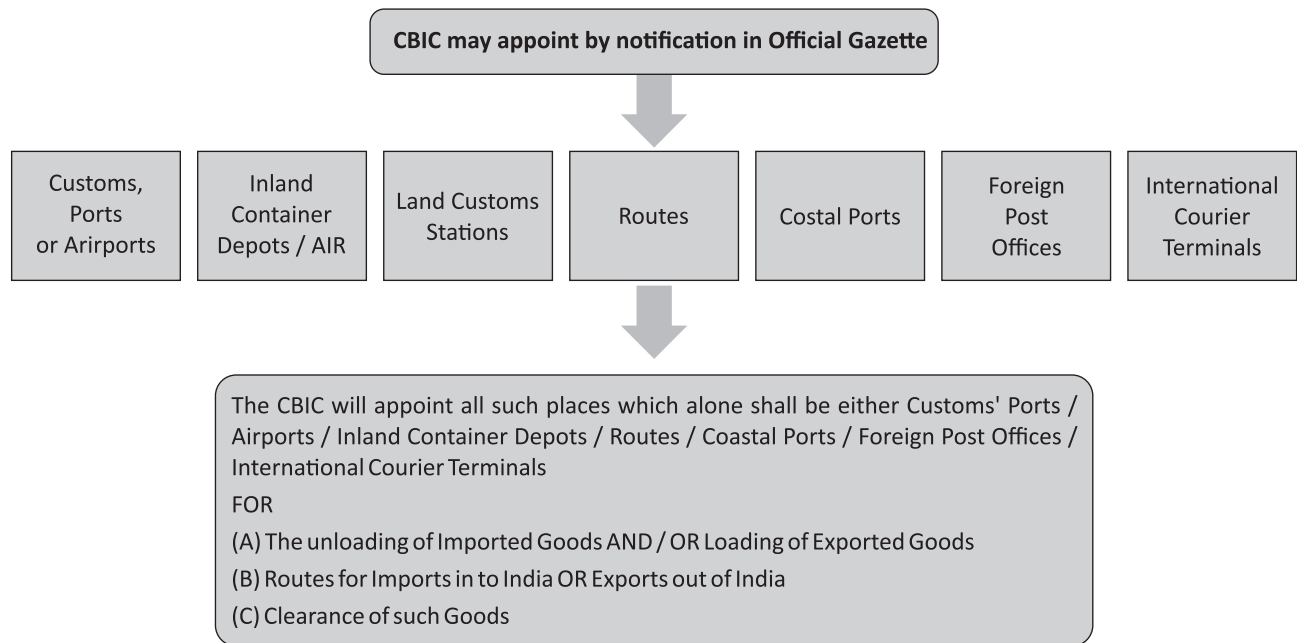 CBIC may appoint by notification in Official Gazette
Customs,
Ports
or Arirports
Inland
Container
Depots / AIR
Land Customs
Stations
Routes
Costal Ports
Foreign
Post
Offices
International
Courier
Terminals
The CBIC will appoint all such places which alone shall be either Customs' Ports /
Airports / Inland Container Depots / Routes / Coastal Ports / Foreign Post Offices /
International Courier Terminals
FOR
(A) The unloading of Imported Goods AND / OR Loading of Exported Goods
(B) Routes for Imports in to India OR Exports out of India
(C) Clearance of such Goods